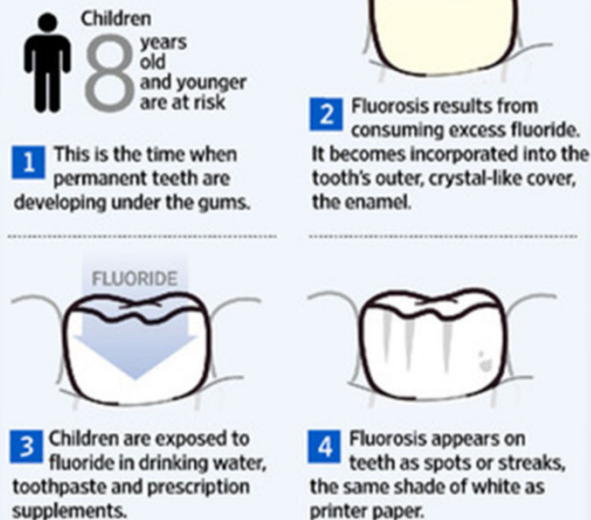 Children
8 years
old
and younger
are at risk
1 This is the time when
permanent teeth are
developing under the gums.
2 Fluorosis results from
consuming excess fluoride.
It becomes incorporated into the
tooth's outer, crystal-like cover,
the enamel.
FLUORIDE
3 Children are exposed to
fluoride in drinking water,
toothpaste and prescription
supplements.
4 Fluorosis appears on
teeth as spots or streaks,
the same shade of white as
printer paper.